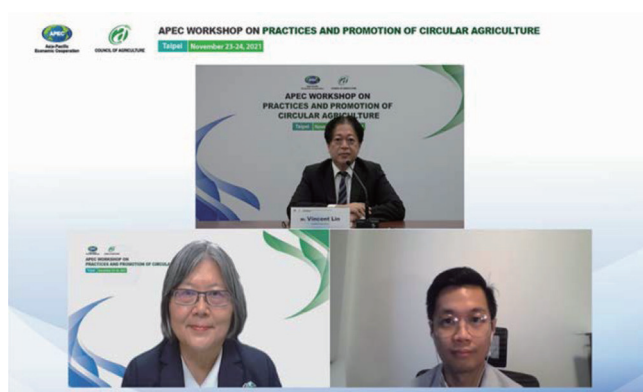 APEC
Asia-Pacific
Economic Cooperation
COUNCIL OF AGRICULTURE
APEC WORKSHOP ON PRACTICES AND PROMOTION OF CIRCULAR AGRICULTURE
Taipei November 23-24, 2021
APEC WORKSHOP ON
PRACTICES AND PROMOTION OF
CIRCULAR AGRICULTURE
Taipei
Vincent Lin
APEC WORKSHOP ON
PRACTICES AND PROMOTION OF CIRCULA